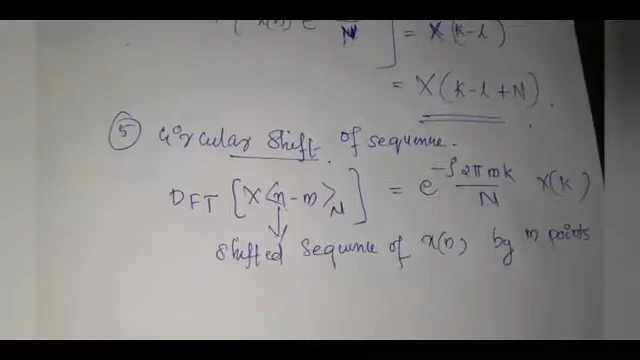 x(n) e N ] = X(k-l)
= X(k-l+N).
⑤ Circular shift of sequence.
DFT [X<n-m>N] = e^-j2πmk/N X(k)
shifted sequence of x(n) by m points